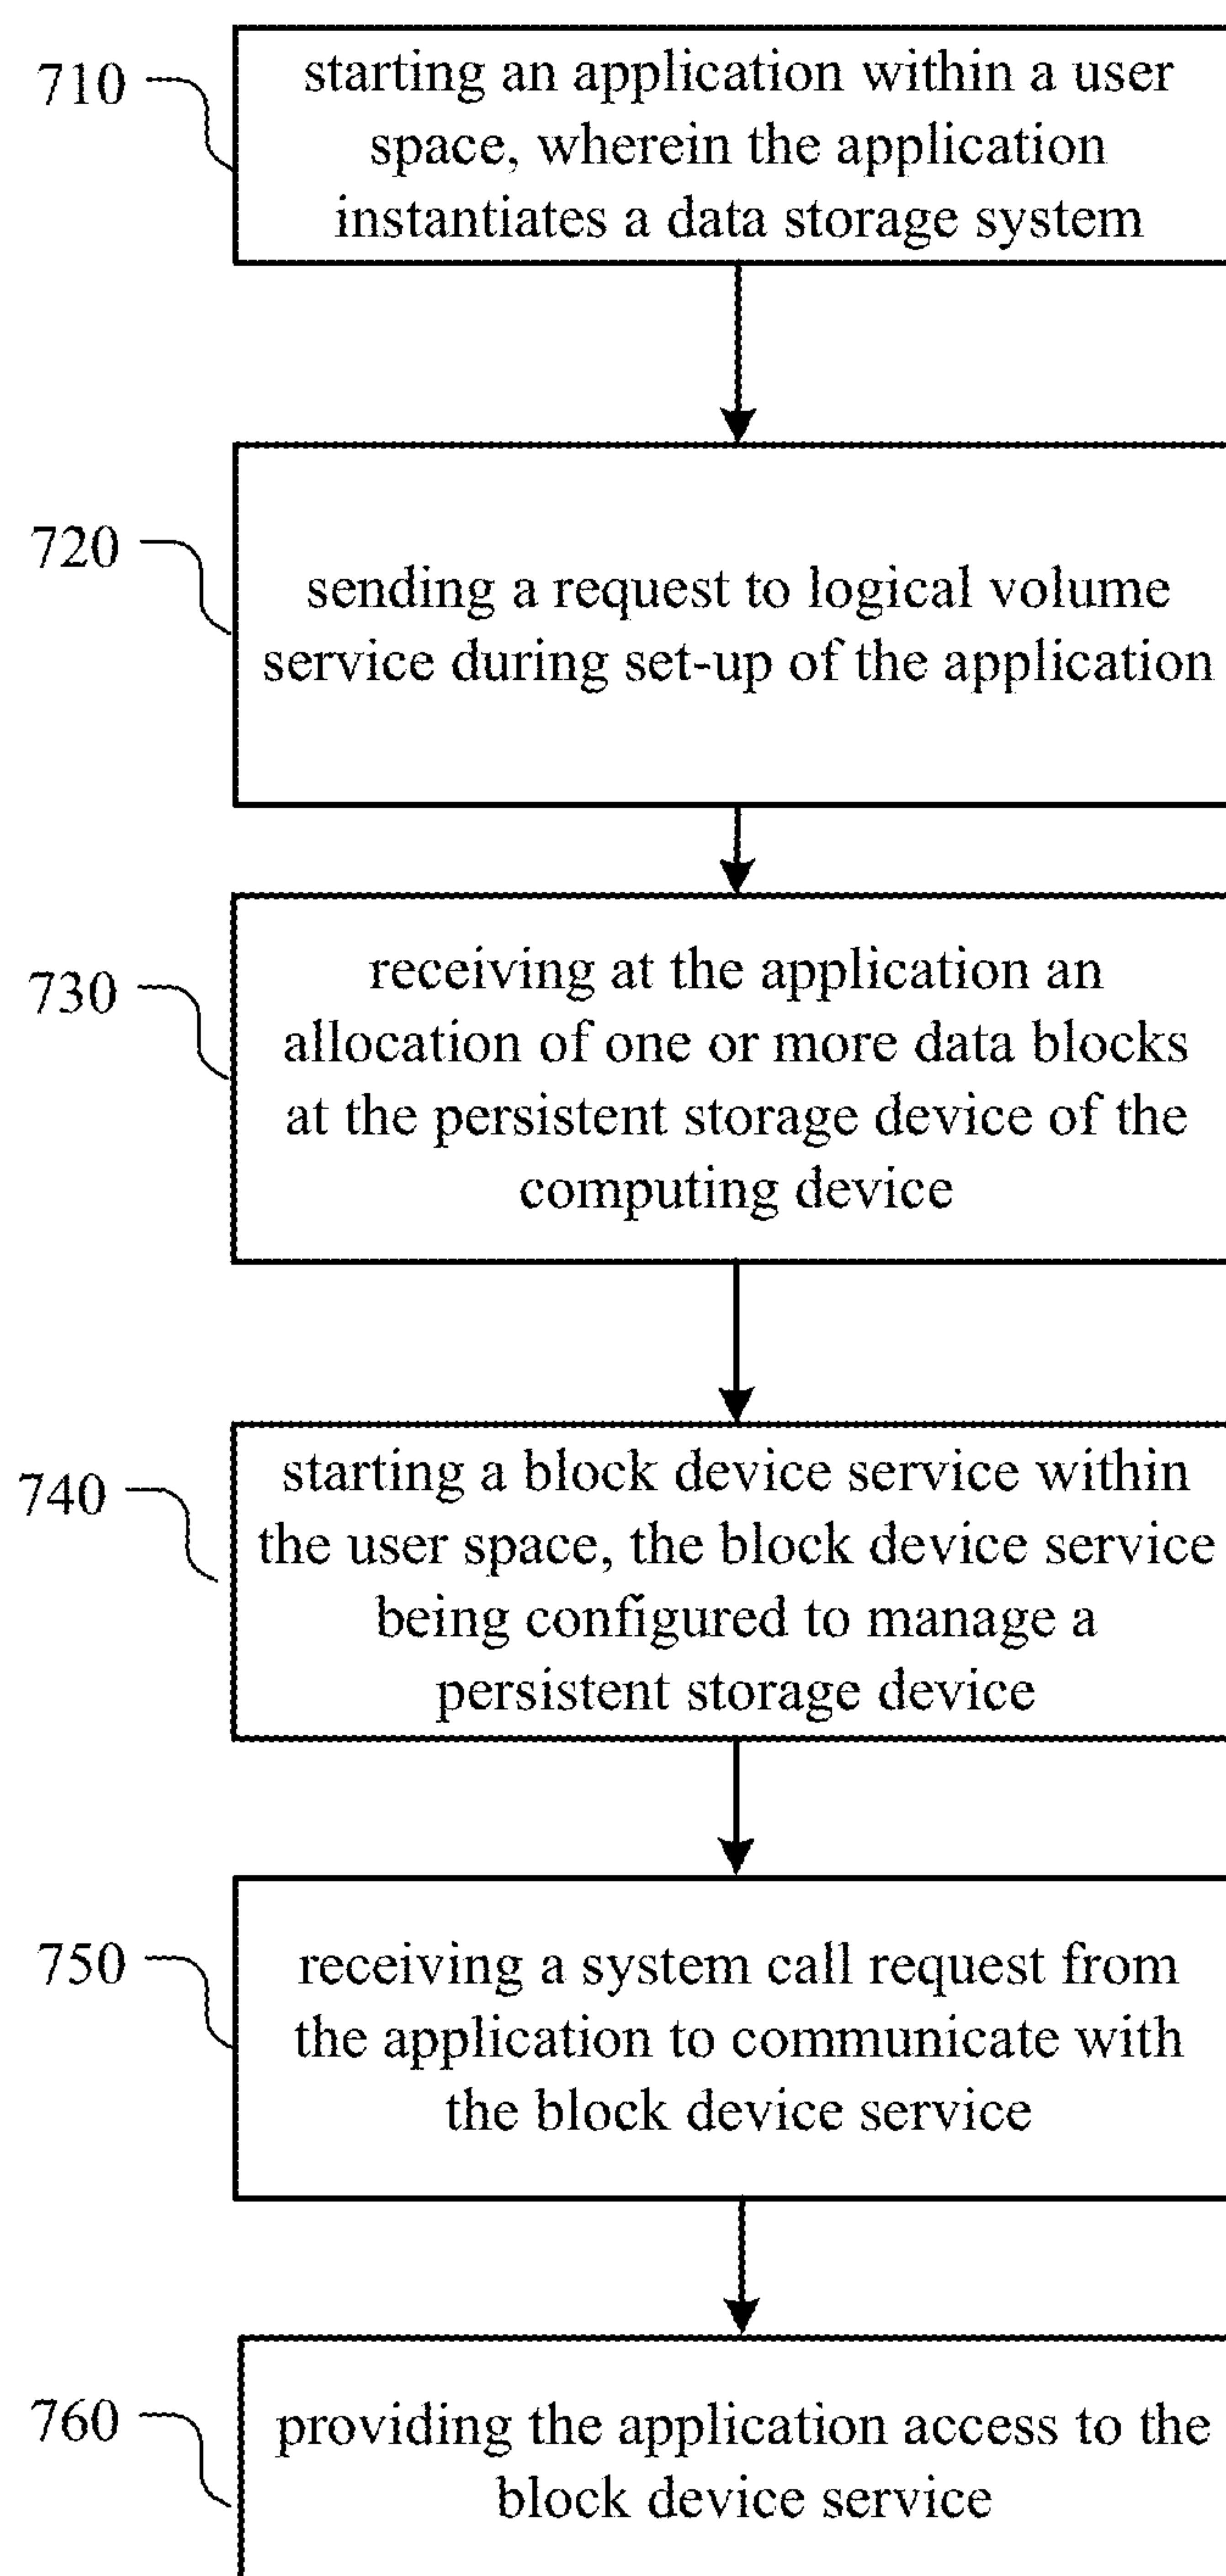 710
starting an application within a user
space, wherein the application
instantiates a data storage system
720
sending a request to logical volume
service during set-up of the application
730
receiving at the application an
allocation of one or more data blocks
at the persistent storage device of the
computing device
740
starting a block device service within
the user space, the block device service
being configured to manage a
persistent storage device
750
receiving a system call request from
the application to communicate with
the block device service
760
providing the application access to the
block device service